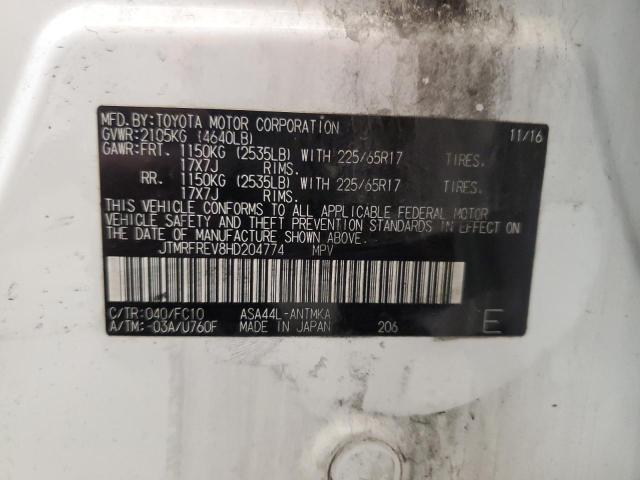 MFD. BY: TOYOTA MOTOR CORPORATION 11/16
GVWR: 2105KG (4640LB)
GAWR: FRT. 1150KG (2535LB) WITH 225/65R17 TIRES.
17X7J RIMS.
RR. 1150KG (2535LB) WITH 225/65R17 TIRES.
17X7J RIMS.
THIS VEHICLE CONFORMS TO ALL APPLICABLE FEDERAL MOTOR
VEHICLE SAFETY AND THEFT PREVENTION STANDARDS IN EFFECT ON
THE DATE OF MANUFACTURE SHOWN ABOVE.
JTMRFREV8HD204774 MPV
C/TR: 040/FC10 ASA44L-ANTMKA
A/TM: -03A/U760F MADE IN JAPAN 206 E